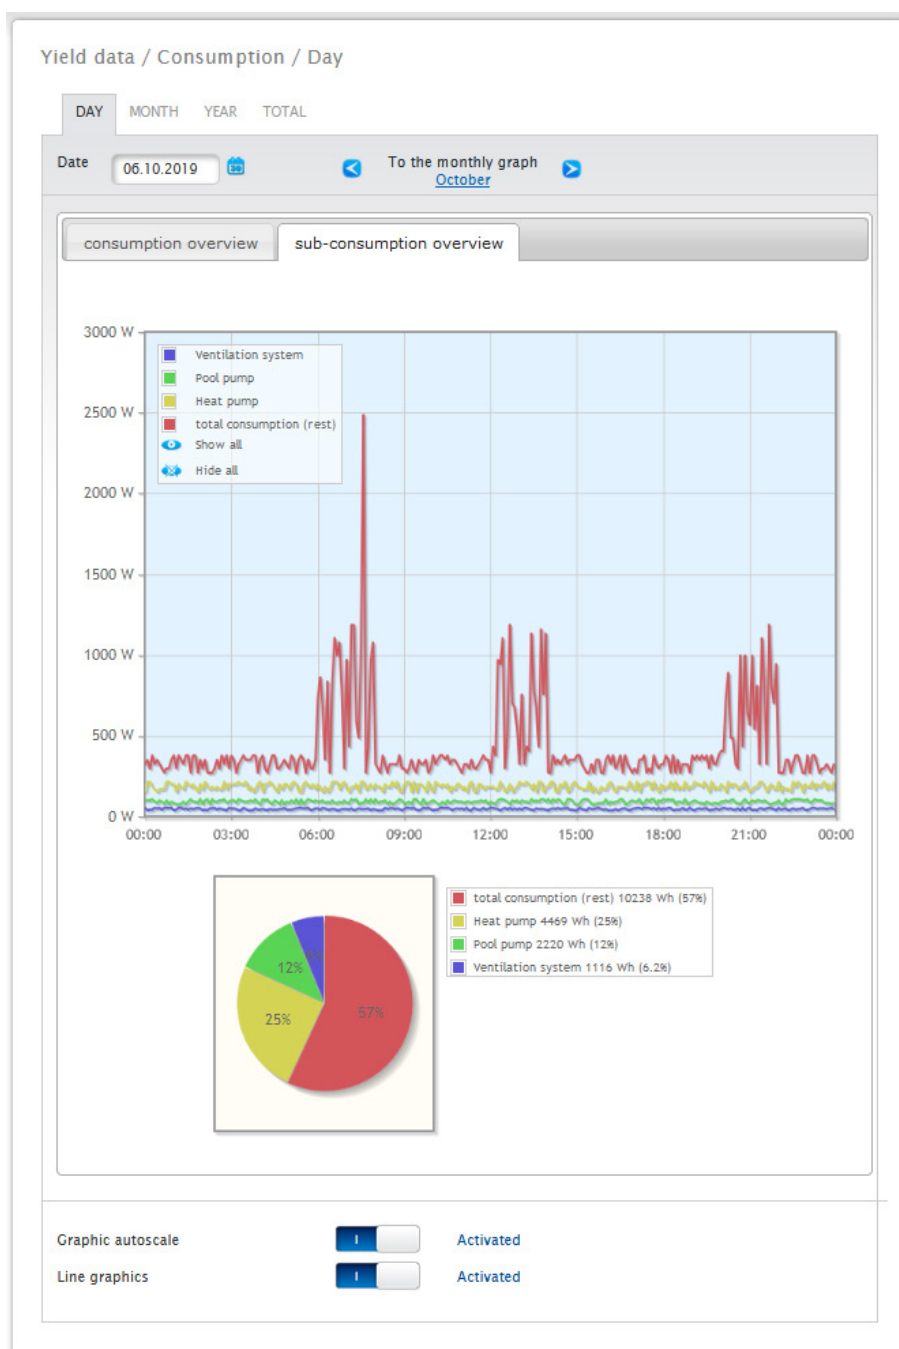 Yield data / Consumption / Day
DAY MONTH YEAR TOTAL
Date 06.10.2019 To the monthly graph
October
consumption overview sub-consumption overview
3000 W
Ventilation system
Pool pump
Heat pump
2500 W
total consumption (rest)
Show all
Hide all
2000 W
1500 W
1000 W
500 W
0 W
00:00 03:00 06:00 09:00 12:00 15:00 18:00 21:00 00:00
total consumption (rest) 10238 Wh (57%)
Heat pump 4469 Wh (25%)
Pool pump 2220 Wh (12%)
Ventilation system 1116 Wh (6.2%)
12%
57%
25%
Graphic autoscale I Activated
Line graphics I Activated